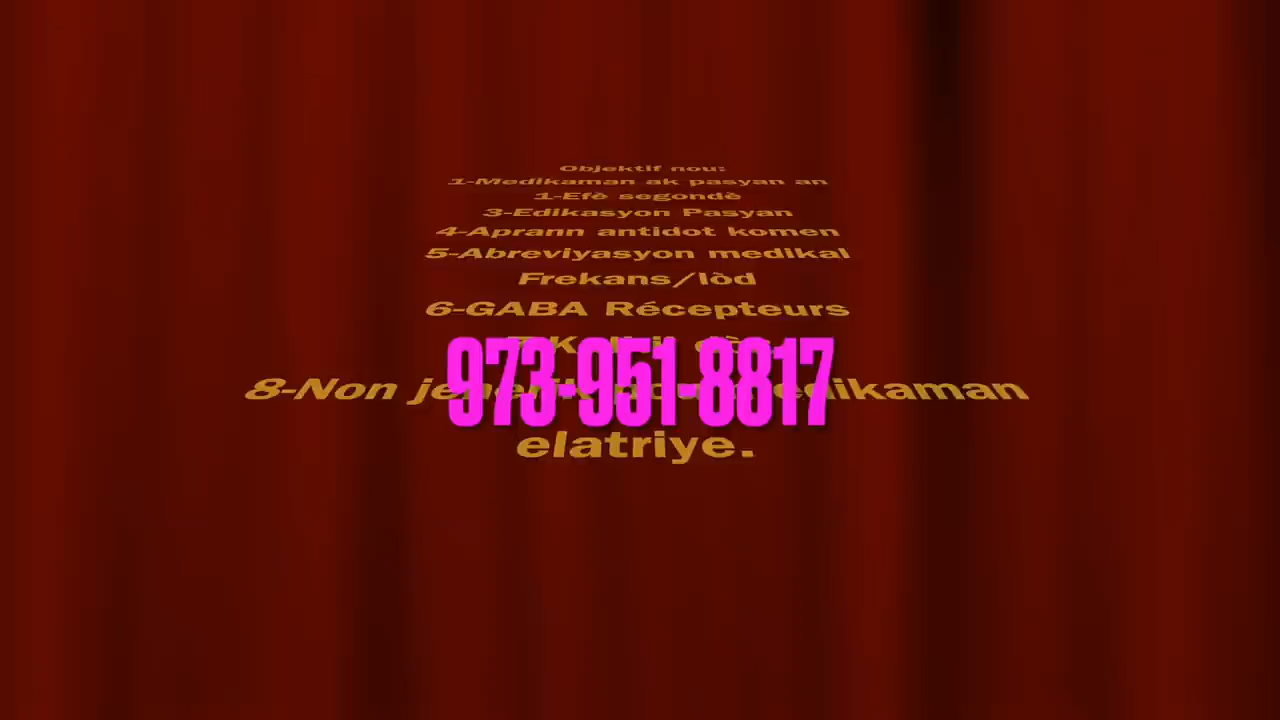 Objektif nou:
1-Medikaman ak pasyan an
1-Efè segondè
3-Edikasyon Pasyan
4-Aprann antidot komen
5-Abreviyasyon medikal
Frekans/lòd
6-GABA Récepteurs
973-951-8817
8-Non
elatriye.